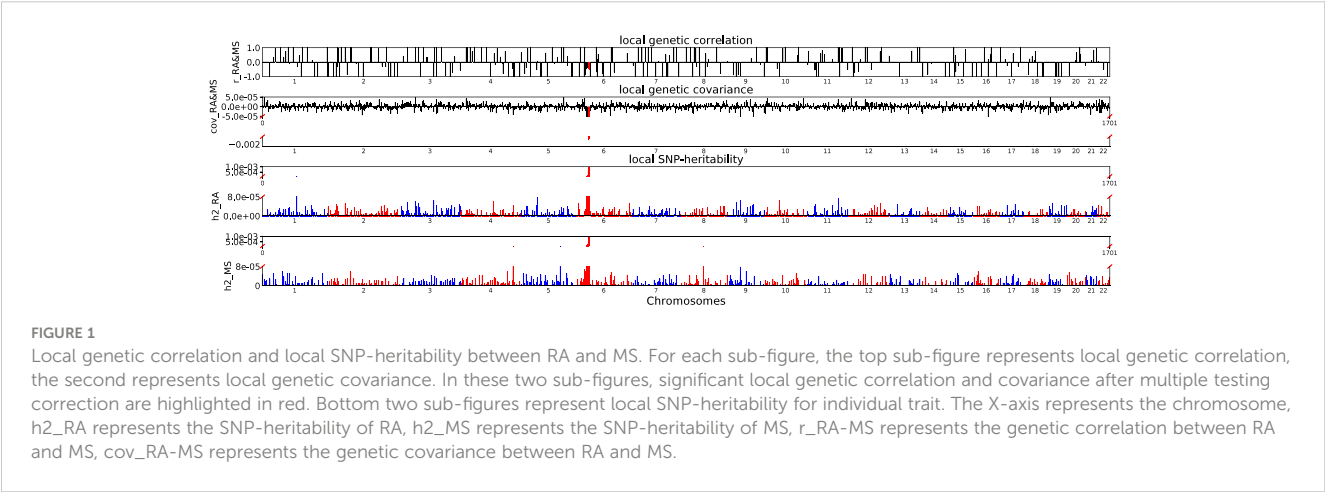 local genetic correlation
r_RA&MS
1.0
0.0
-1.0
1 2 3 4 5 6 7 8 9 10 11 12 13 14 15 16 17 18 19 20 21 22
local genetic covariance
cov_RA&MS
5.0e-05
0.0e+00
-5.0e-05
0 1701
−0.002
1 2 3 4 5 6 7 8 9 10 11 12 13 14 15 16 17 18 19 20 21 22
local SNP-heritability
1.0e-03
5.0e-04
0 1701
h2_RA
8.0e-05
0.0e+00
1 2 3 4 5 6 7 8 9 10 11 12 13 14 15 16 17 18 19 20 21 22
1.0e-03
5.0e-04
0 1701
h2_MS
8e-05
0
1 2 3 4 5 6 7 8 9 10 11 12 13 14 15 16 17 18 19 20 21 22
Chromosomes
FIGURE 1
Local genetic correlation and local SNP-heritability between RA and MS. For each sub-figure, the top sub-figure represents local genetic correlation,
the second represents local genetic covariance. In these two sub-figures, significant local genetic correlation and covariance after multiple testing
correction are highlighted in red. Bottom two sub-figures represent local SNP-heritability for individual trait. The X-axis represents the chromosome,
h2_RA represents the SNP-heritability of RA, h2_MS represents the SNP-heritability of MS, r_RA-MS represents the genetic correlation between RA
and MS, cov_RA-MS represents the genetic covariance between RA and MS.